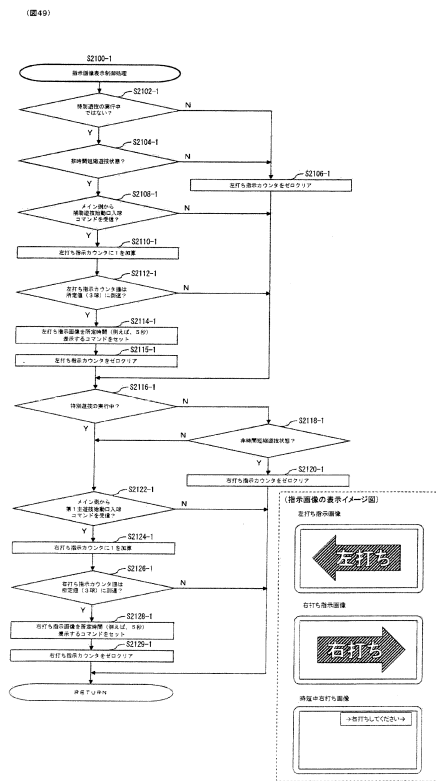 (図49)
S2100-1
指示画像表示制御処理
S2102-1
特別遊技の実行中
ではない？
N
Y
S2104-1
非時間短縮遊技状態？
N
Y
S2106-1
左打ち指示カウンタをゼロクリア
S2108-1
メイン側から
補助遊技始動口入球
コマンドを受信？
N
Y
S2110-1
左打ち指示カウンタに1を加算
S2112-1
左打ち指示カウンタ値は
所定値（3球）に到達？
N
Y
S2114-1
左打ち指示画像を所定時間（例えば、5秒）
表示するコマンドをセット
S2115-1
左打ち指示カウンタをゼロクリア
S2116-1
特別遊技の実行中？
N
Y
S2118-1
非時間短縮遊技状態？
N
Y
S2120-1
右打ち指示カウンタをゼロクリア
S2122-1
メイン側から
第1主遊技始動口入球
コマンドを受信？
N
Y
S2124-1
右打ち指示カウンタに1を加算
S2126-1
右打ち指示カウンタ値は
所定値（3球）に到達？
N
Y
S2128-1
右打ち指示画像を所定時間（例えば、5秒）
表示するコマンドをセット
S2129-1
右打ち指示カウンタをゼロクリア
RETURN
(指示画像の表示イメージ図)
左打ち指示画像
左打ち
右打ち指示画像
右打ち
時短中右打ち画像
→右打ちしてください→